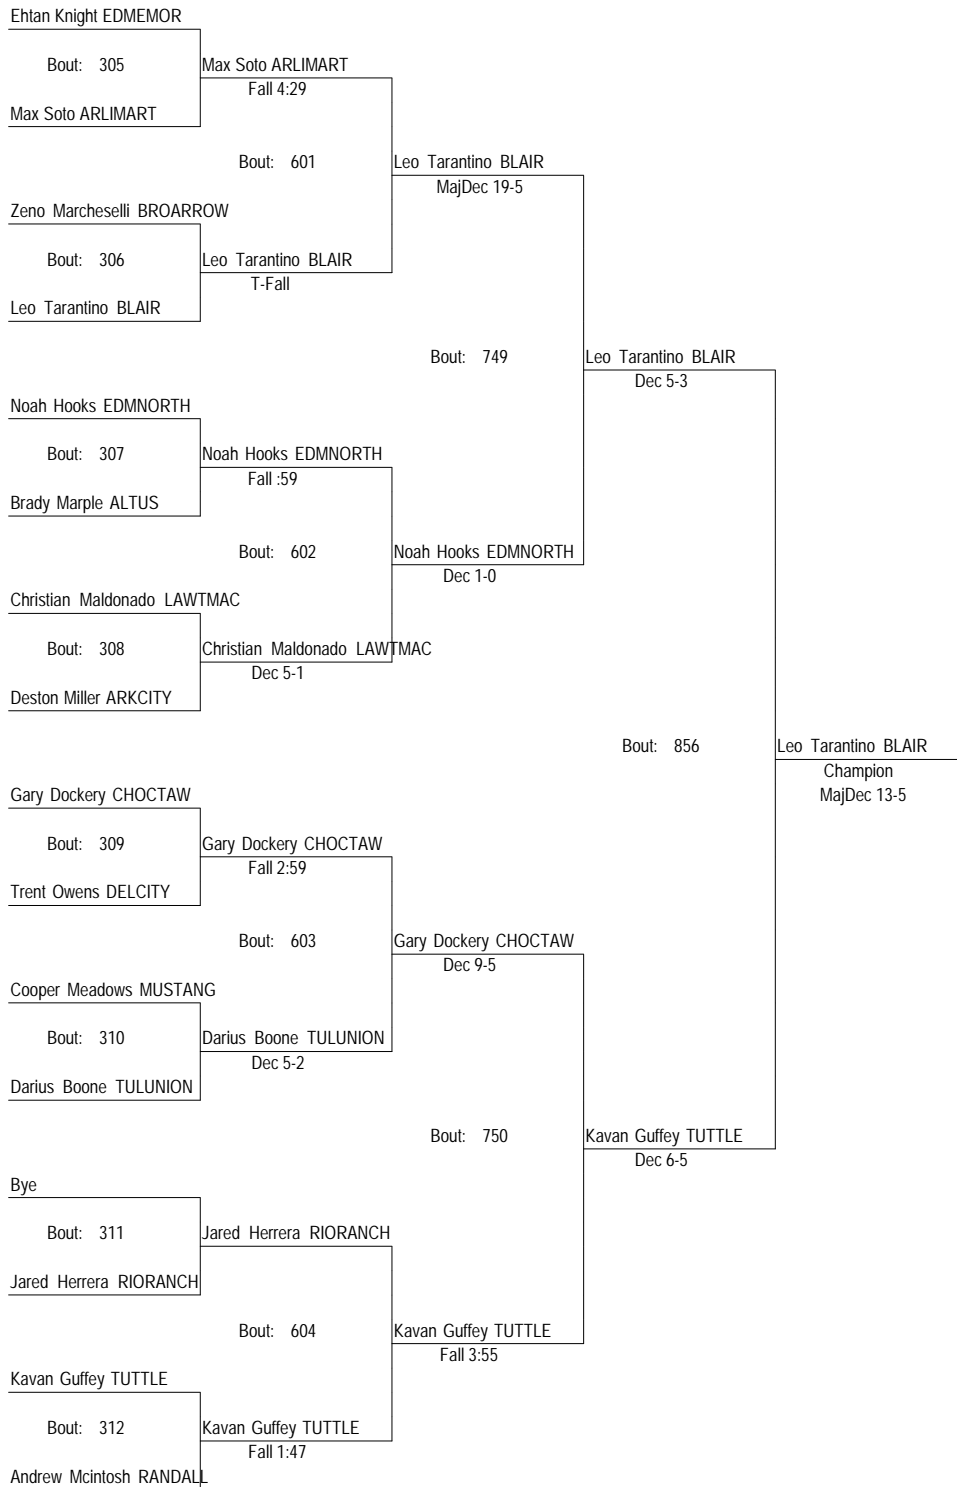 Ehtan Knight EDMEMOR
Bout: 305
Max Soto ARLIMART
Fall 4:29
Max Soto ARLIMART
Bout: 601
Leo Tarantino BLAIR
MajDec 19-5
Zeno Marcheselli BROARROW
Bout: 306
Leo Tarantino BLAIR
T-Fall
Leo Tarantino BLAIR
Bout: 749
Leo Tarantino BLAIR
Dec 5-3
Noah Hooks EDMNORTH
Bout: 307
Noah Hooks EDMNORTH
Fall :59
Brady Marple ALTUS
Bout: 602
Noah Hooks EDMNORTH
Dec 1-0
Christian Maldonado LAWTMAC
Bout: 308
Christian Maldonado LAWTMAC
Dec 5-1
Deston Miller ARKCITY
Bout: 856
Leo Tarantino BLAIR
Champion
MajDec 13-5
Gary Dockery CHOCTAW
Bout: 309
Gary Dockery CHOCTAW
Fall 2:59
Trent Owens DELCITY
Bout: 603
Gary Dockery CHOCTAW
Dec 9-5
Cooper Meadows MUSTANG
Bout: 310
Darius Boone TULUNION
Dec 5-2
Darius Boone TULUNION
Bout: 750
Kavan Guffey TUTTLE
Dec 6-5
Bye
Bout: 311
Jared Herrera RIORANCH
Jared Herrera RIORANCH
Bout: 604
Kavan Guffey TUTTLE
Fall 3:55
Kavan Guffey TUTTLE
Bout: 312
Kavan Guffey TUTTLE
Fall 1:47
Andrew Mcintosh RANDALL